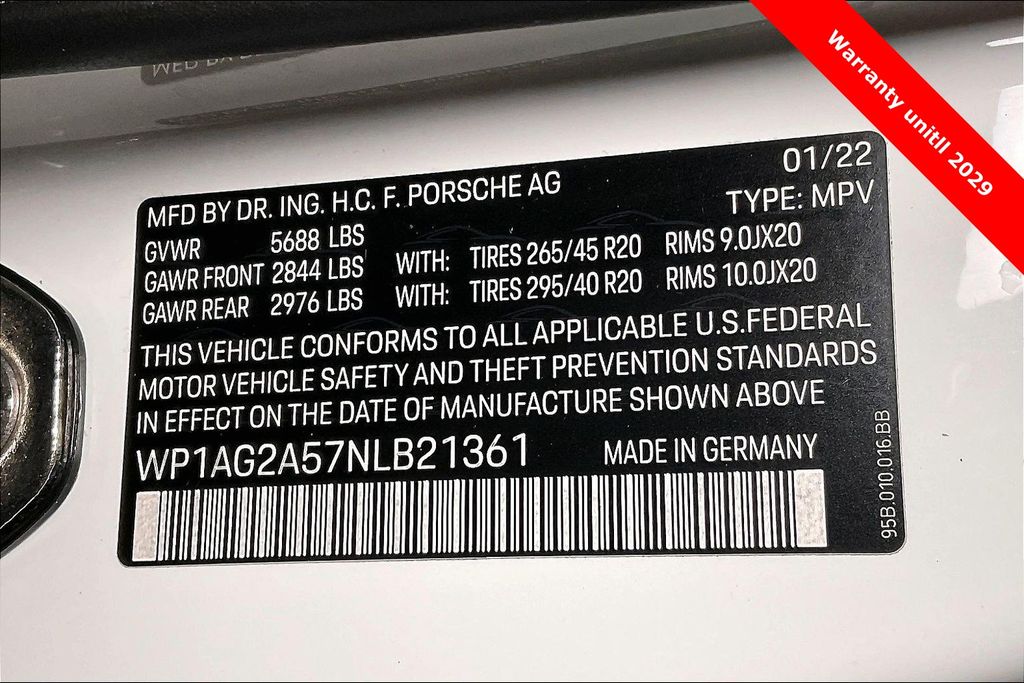 Warranty unitll 2029
01/22
MFD BY DR. ING. H.C. F. PORSCHE AG
TYPE: MPV
GVWR 5688 LBS
GAWR FRONT 2844 LBS WITH: TIRES 265/45 R20 RIMS 9.0JX20
GAWR REAR 2976 LBS WITH: TIRES 295/40 R20 RIMS 10.0JX20
THIS VEHICLE CONFORMS TO ALL APPLICABLE U.S.FEDERAL
MOTOR VEHICLE SAFETY AND THEFT PREVENTION STANDARDS
IN EFFECT ON THE DATE OF MANUFACTURE SHOWN ABOVE
WP1AG2A57NLB21361 MADE IN GERMANY
95B.010.016.BB